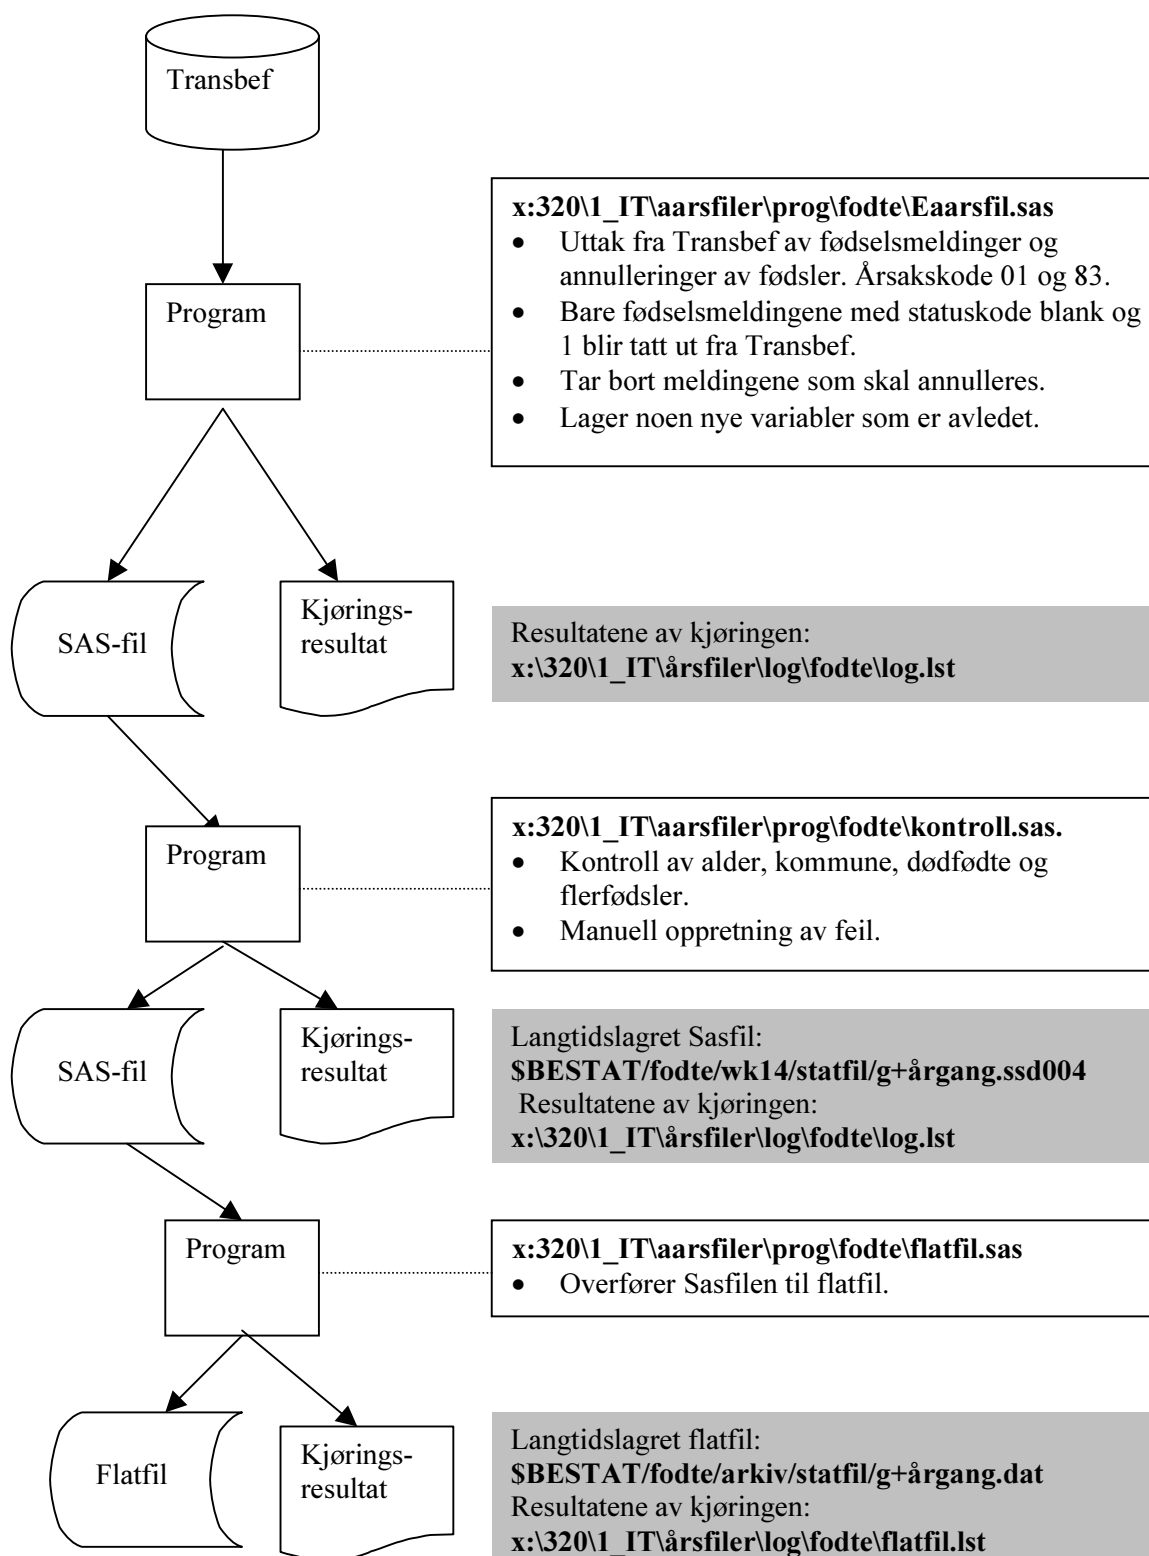 Transbef
x:320\1_IT\aarsfiler\prog\fodte\Eaarsfil.sas
• Uttak fra Transbef av fødselsmeldinger og
annulleringer av fødsler. Årsakskode 01 og 83.
• Bare fødselsmeldingene med statuskode blank og
1 blir tatt ut fra Transbef.
• Tar bort meldingene som skal annulleres.
• Lager noen nye variabler som er avledet.
Program
SAS-fil
Kjørings-
resultat
Resultatene av kjøringen:
x:\320\1_IT\årsfiler\log\fodte\log.lst
Program
x:320\1_IT\aarsfiler\prog\fodte\kontroll.sas.
• Kontroll av alder, kommune, dødfødte og
flerfødsler.
• Manuell oppretning av feil.
SAS-fil
Kjørings-
resultat
Langtidslagret Sasfil:
$BESTAT/fodte/wk14/statfil/g+årgang.ssd004
Resultatene av kjøringen:
x:\320\1_IT\årsfiler\log\fodte\log.lst
Program
x:320\1_IT\aarsfiler\prog\fodte\flatfil.sas
• Overfører Sasfilen til flatfil.
Flatfil
Kjørings-
resultat
Langtidslagret flatfil:
$BESTAT/fodte/arkiv/statfil/g+årgang.dat
Resultatene av kjøringen:
x:\320\1_IT\årsfiler\log\fodte\flatfil.lst